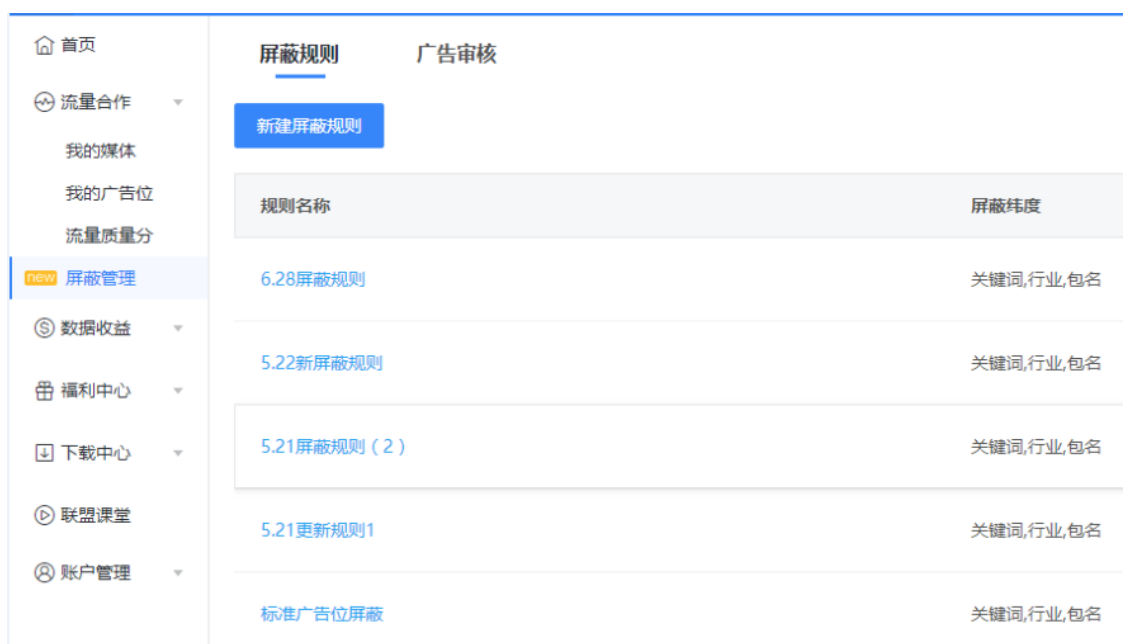 首页
流量合作
我的媒体
我的广告位
流量质量分
new 屏蔽管理
数据收益
福利中心
下载中心
联盟课堂
账户管理
屏蔽规则 广告审核
新建屏蔽规则
规则名称 屏蔽纬度
6.28屏蔽规则 关键词,行业,包名
5.22新屏蔽规则 关键词,行业,包名
5.21屏蔽规则（2） 关键词,行业,包名
5.21更新规则1 关键词,行业,包名
标准广告位屏蔽 关键词,行业,包名